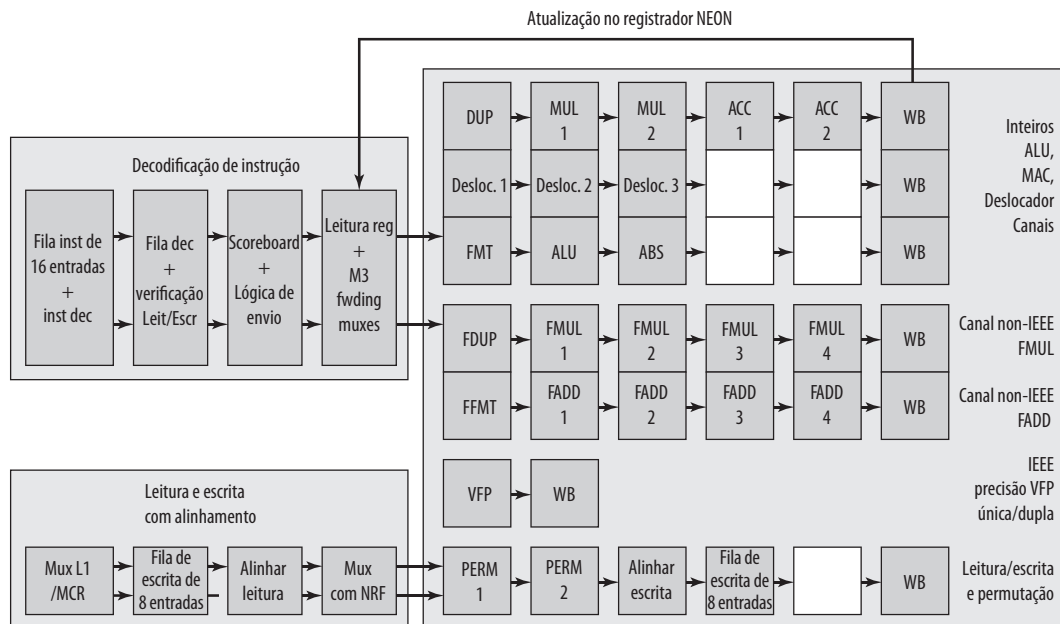 Atualização no registrador NEON
Decodificação de instrução
Fila inst de
16 entradas
+
inst dec
Fila dec
+
verificação
Leit/Escr
Scoreboard
+
Lógica de
envio
Leitura reg
+
M3
fwding
muxes
DUP
MUL
1
MUL
2
ACC
1
ACC
2
WB
Desloc. 1
Desloc. 2
Desloc. 3
WB
FMT
ALU
ABS
WB
Inteiros
ALU,
MAC,
Deslocador
Canais
FDUP
FMUL
1
FMUL
2
FMUL
3
FMUL
4
WB
Canal non-IEEE
FMUL
FFMT
FADD
1
FADD
2
FADD
3
FADD
4
WB
Canal non-IEEE
FADD
VFP
WB
IEEE
precisão VFP
única/dupla
Leitura e escrita
com alinhamento
Mux L1
/MCR
Fila de
escrita de
8 entradas
Alinhar
leitura
Mux
com NRF
PERM
1
PERM
2
Alinhar
escrita
Fila de
escrita de
8 entradas
WB
Leitura/escrita
e permutação